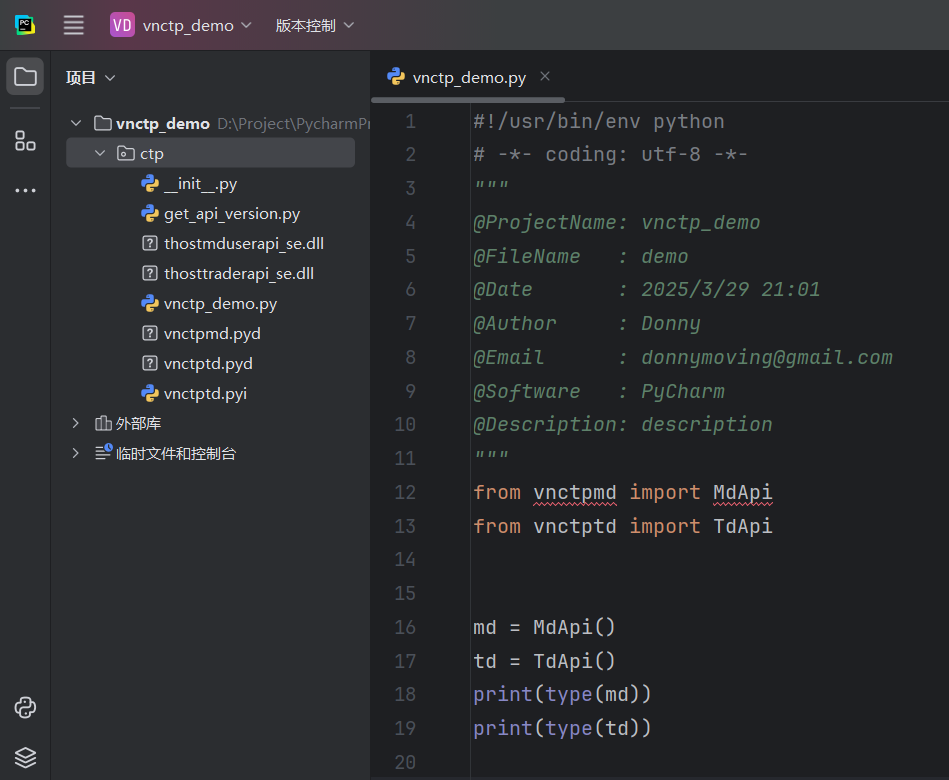 PC
VD vnctp_demo 版本控制
项目
vnctp_demo D:\Project\PycharmPr
ctp
__init__.py
get_api_version.py
thostmduserapi_se.dll
thosttraderapi_se.dll
vnctp_demo.py
vnctpmd.pyd
vnctptd.pyd
vnctptd.pyi
外部库
临时文件和控制台
vnctp_demo.py
1 #!/usr/bin/env python
2 # -*- coding: utf-8 -*-
3 """
4 @ProjectName: vnctp_demo
5 @FileName   : demo
6 @Date       : 2025/3/29 21:01
7 @Author     : Donny
8 @Email      : donnymoving@gmail.com
9 @Software   : PyCharm
10 @Description: description
11 """
12 from vnctpmd import MdApi
13 from vnctptd import TdApi
14
15
16 md = MdApi()
17 td = TdApi()
18 print(type(md))
19 print(type(td))
20